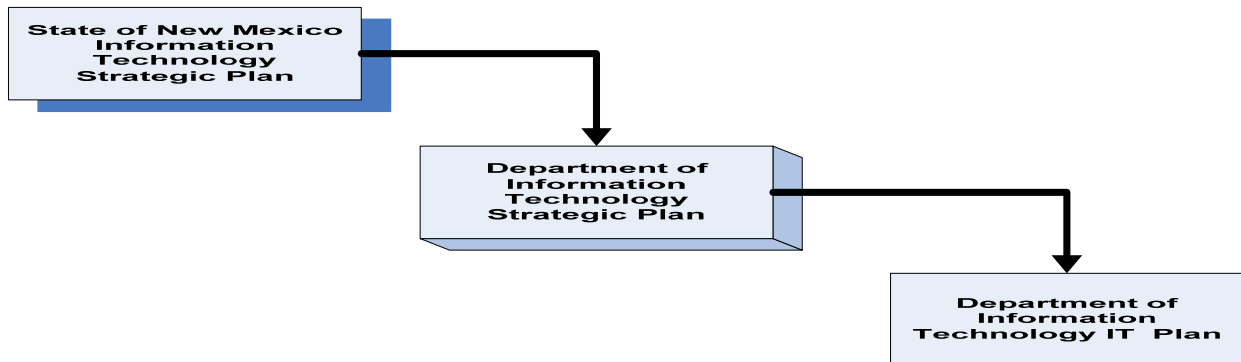 State of New Mexico
Information
Technology
Strategic Plan
Department of
Information
Technology
Strategic Plan
Department of
Information
Technology IT Plan